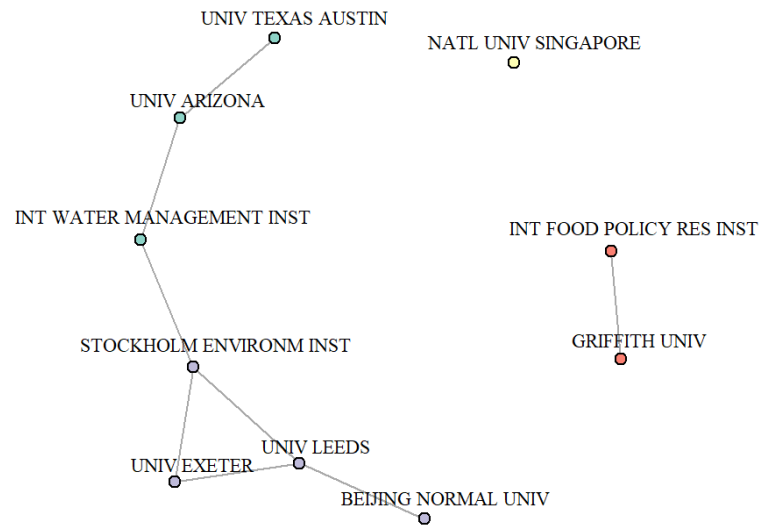 UNIV TEXAS AUSTIN
NATL UNIV SINGAPORE
UNIV ARIZONA
INT WATER MANAGEMENT INST
INT FOOD POLICY RES INST
STOCKHOLM ENVIRONM INST
GRIFFITH UNIV
UNIV LEEDS
UNIV EXETER
BEIJING NORMAL UNIV